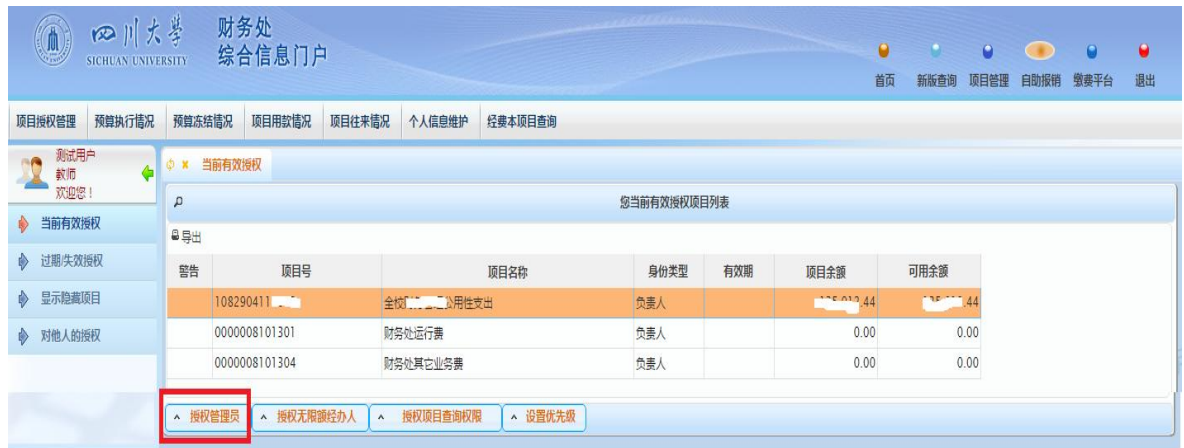 四川大學
SICHUAN UNIVERSITY
财务处
综合信息门户
首页 新版查询 项目管理 自助报销 缴费平台 退出
项目授权管理 预算执行情况 预算冻结情况 项目用款情况 项目往来情况 个人信息维护 经费本项目查询
测试用户
教师
欢迎您！
当前有效授权
过期/失效授权
显示隐藏项目
对他人的授权
当前有效授权
您当前有效授权项目列表
导出
警告 项目号 项目名称 身份类型 有效期 项目余额 可用余额
108290411 全校 公用性支出 负责人 .44 .44
0000008101301 财务处运行费 负责人 0.00 0.00
0000008101304 财务处其它业务费 负责人 0.00 0.00
授权管理员 授权无限额经办人 授权项目查询权限 设置优先级